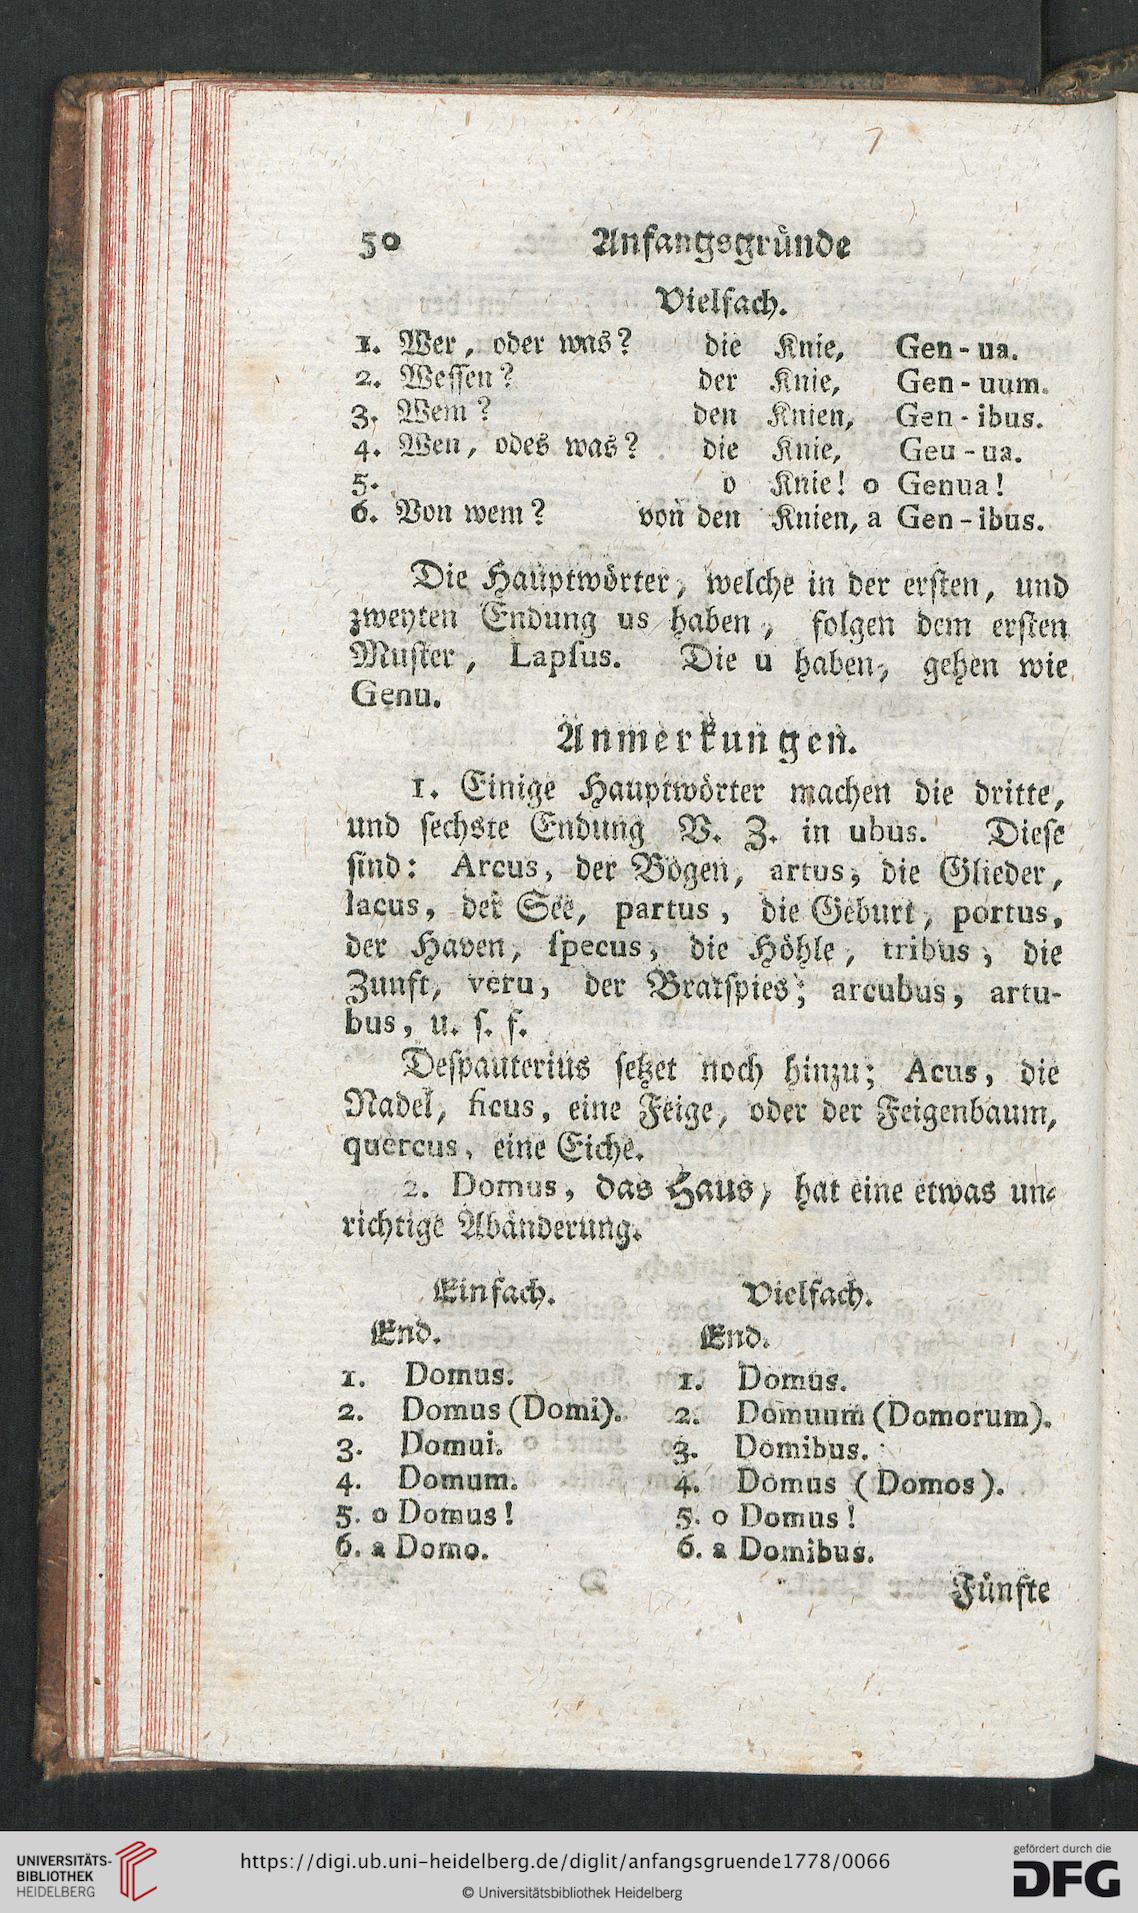 7
50 Anfangsgründe
Vielfach.
1. Wer, oder was? die Knie, Gen-ua.
2. Wessen? der Knie, Gen-uum.
3. Wem? den Knien, Gen-ibus.
4. Wen, odes was? die Knie, Geu-ua.
5. o Knie! o Genua!
6. Von wem? von den Knien, a Gen-ibus.
Die Hauptwörter, welche in der ersten, und
zweyten Endung us haben, folgen dem ersten
Muster, Lapſus. Die u haben, gehen wie
Genu.
Anmerkungen.
1. Einige Hauptwörter machen die dritte,
und sechste Endung V. Z. in ubus. Diese
sind: Arcus, der Bögen, artus, die Glieder,
lacus, der See, partus, die Geburt, portus,
der Haven, ſpecus, die Höhle, tribus, die
Zunft, veru, der Bratſpies; arcubus, artu-
bus, u. ſ. f.
Deſpauterius ſetzet noch hinzu; Acus, die
Nadel, ficus, eine Feige, oder der Feigenbaum,
quercus, eine Eiche.
2. Domus, das Haus, hat eine etwas un-
richtige Abänderung.
Einfach. Vielfach.
End. End.
1. Domus. 1. Domus.
2. Domus (Domi). 2. Domuum (Domorum).
3. Domui. 3. Domibus.
4. Domum. 4. Domus (Domos).
5. o Domus! 5. o Domus!
6. a Domo. 6. a Domibus.
Fünfte
UNIVERSITÄTS-
BIBLIOTHEK
HEIDELBERG
https://digi.ub.uni-heidelberg.de/diglit/anfangsgruende1778/0066
© Universitätsbibliothek Heidelberg
gefördert durch die
DFG